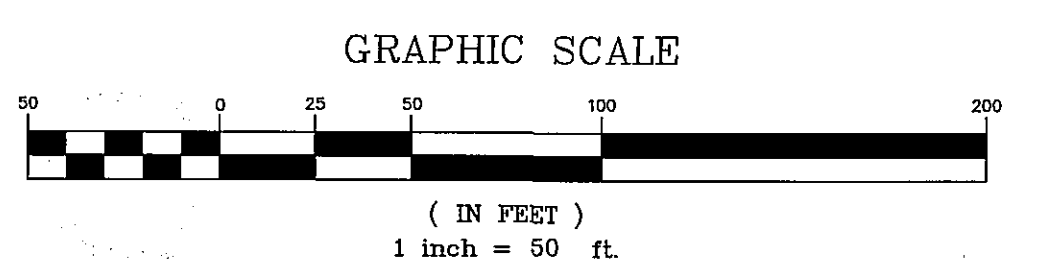 GRAPHIC SCALE
50 0 25 50 100 200
( IN FEET )
1 inch = 50 ft.